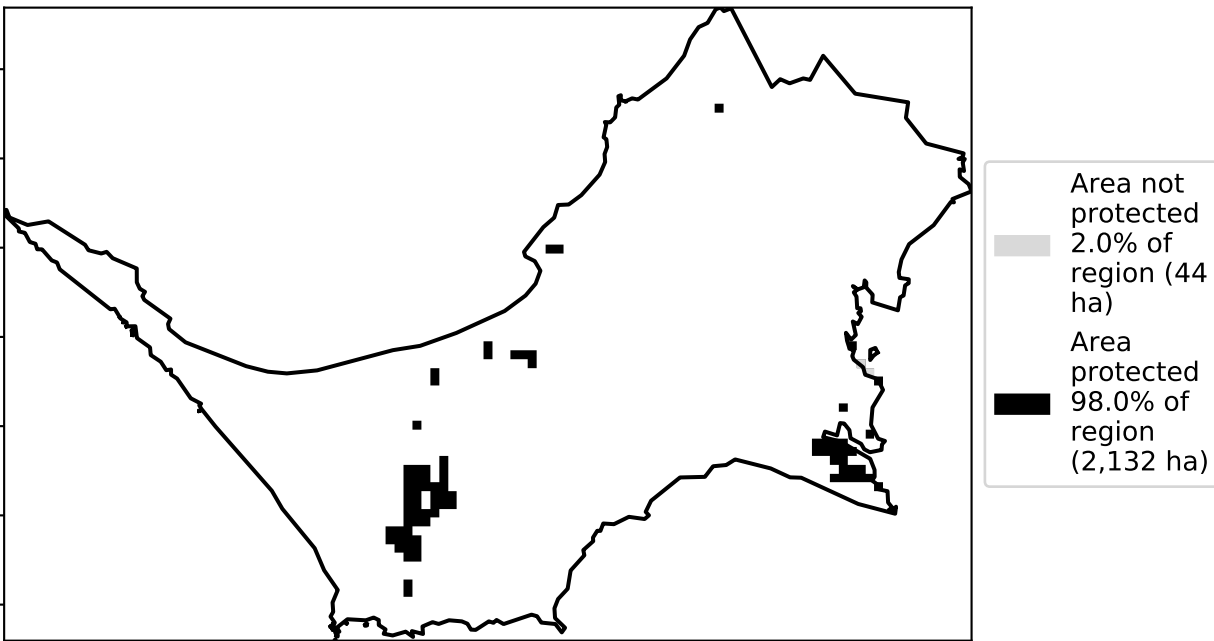 Area not
protected
2.0% of
region (44
ha)
Area
protected
98.0% of
region
(2,132 ha)